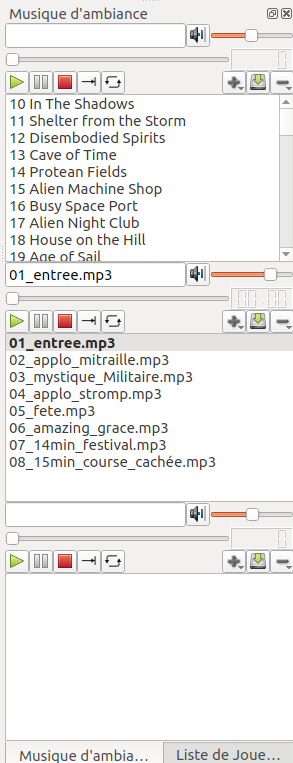 Musique d'ambiance
10 In The Shadows
11 Shelter from the Storm
12 Disembodied Spirits
13 Cave of Time
14 Protean Fields
15 Alien Machine Shop
16 Busy Space Port
17 Alien Night Club
18 House on the Hill
19 Age of Sail
01_entree.mp3
01_entree.mp3
02_applo_mitraille.mp3
03_mystique_Militaire.mp3
04_applo_stromp.mp3
05_fete.mp3
06_amazing_grace.mp3
07_14min_festival.mp3
08_15min_course_cachée.mp3
Musique d'ambia... Liste de Joue...